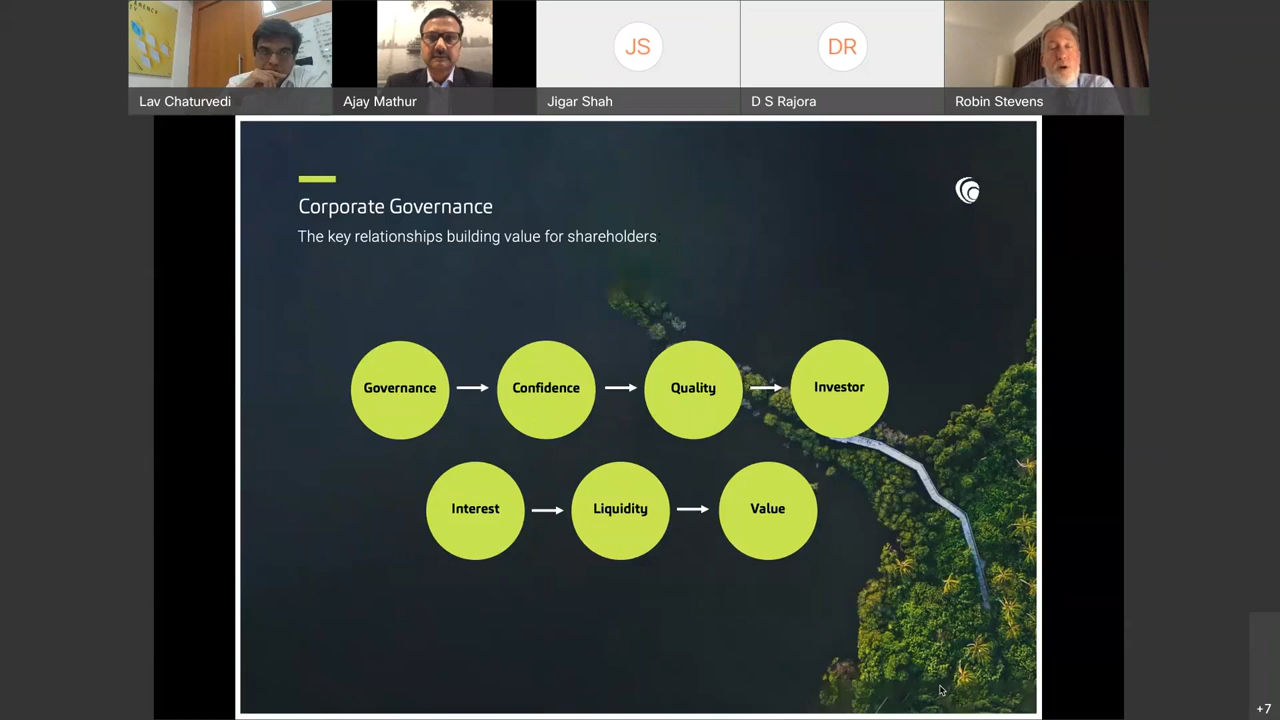 JS
DR
Lav Chaturvedi
Ajay Mathur
Jigar Shah
D S Rajora
Robin Stevens
Corporate Governance
The key relationships building value for shareholders:
Governance
Confidence
Quality
Investor
Interest
Liquidity
Value
+7